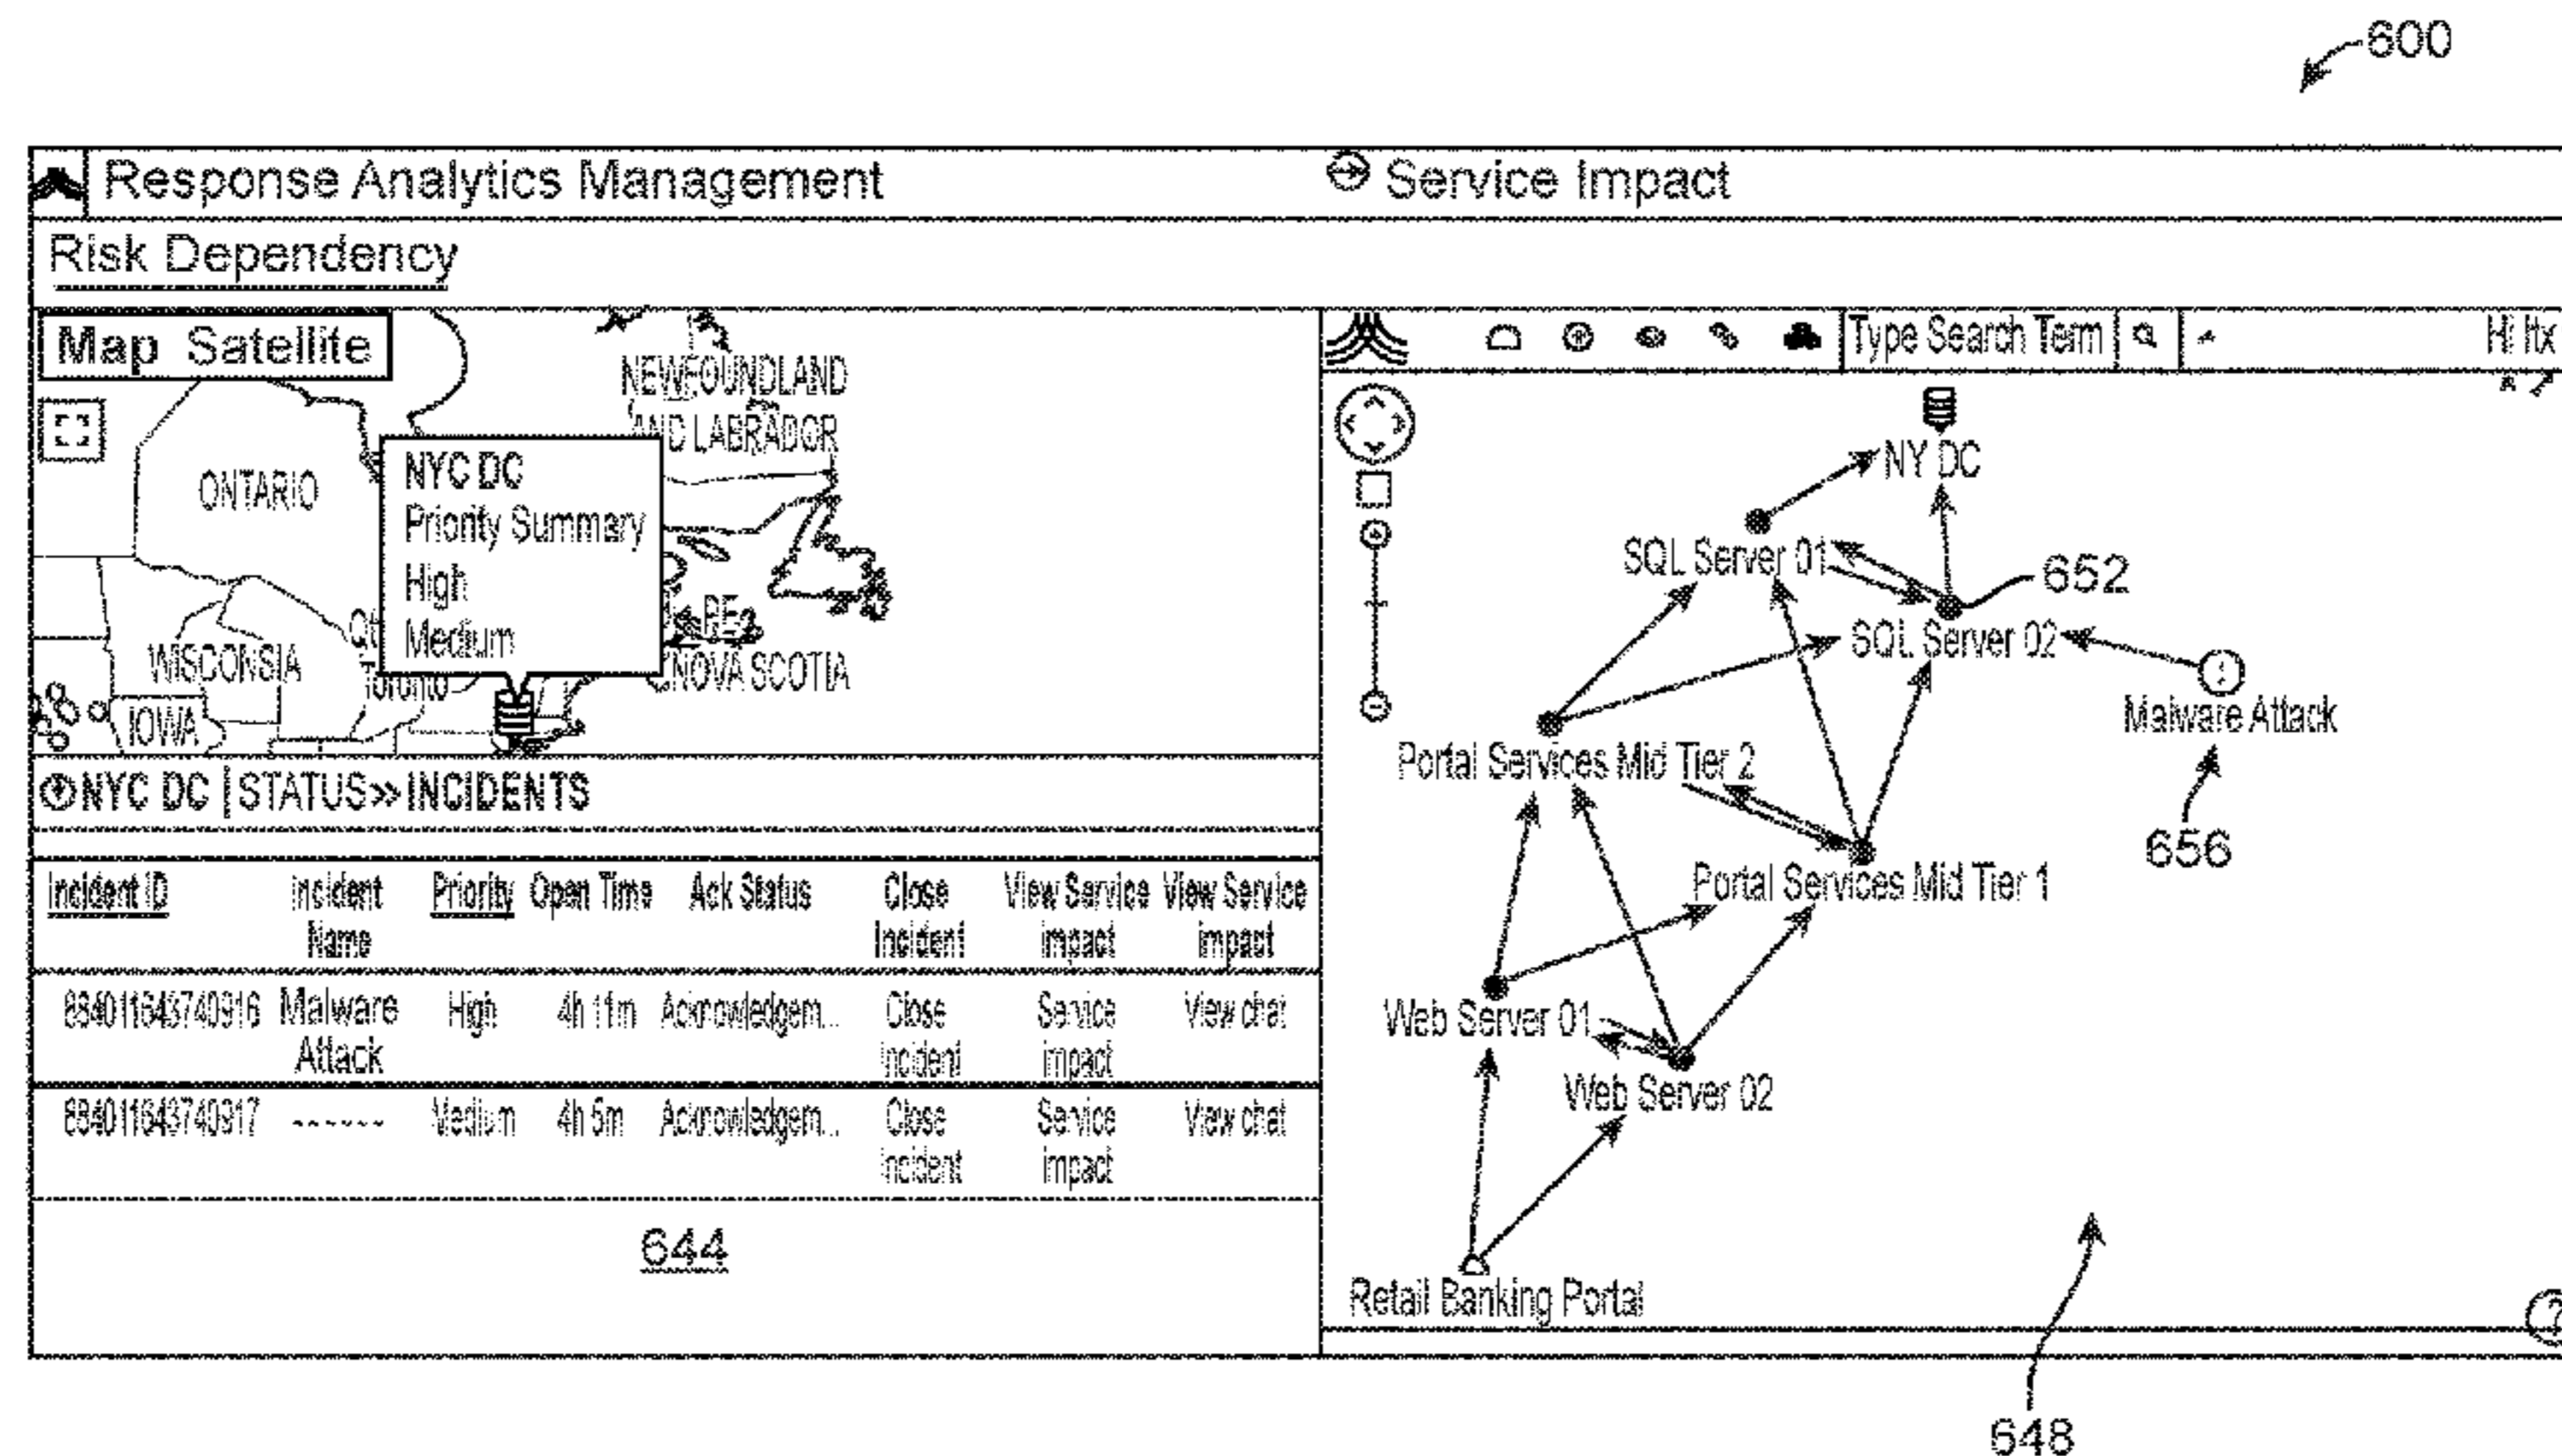 600
Response Analytics Management
Service Impact
Risk Dependency
Map Satellite
NEWFOUNDLAND
AND LABRADOR
ONTARIO
NYC DC
Priority Summary
High
Medium
WISCONSIA
Toronto
IOWA
PE
NOVA SCOTIA
NYC DC | STATUS >> INCIDENTS
Incident ID Incident Name Priority Open Time Ack Status Close Incident View Service impact View Service impact
884011643740916 Malware Attack High 4h 11m Acknowledgem... Close incident Service impact View chat
884011643740917 ------ Medium 4h 5m Acknowledgem... Close incident Service impact View chat
644
Type Search Term
NY DC
SQL Server 01
652
SQL Server 02
Malware Attack
656
Portal Services Mid Tier 2
Portal Services Mid Tier 1
Web Server 01
Web Server 02
Retail Banking Portal
?
648